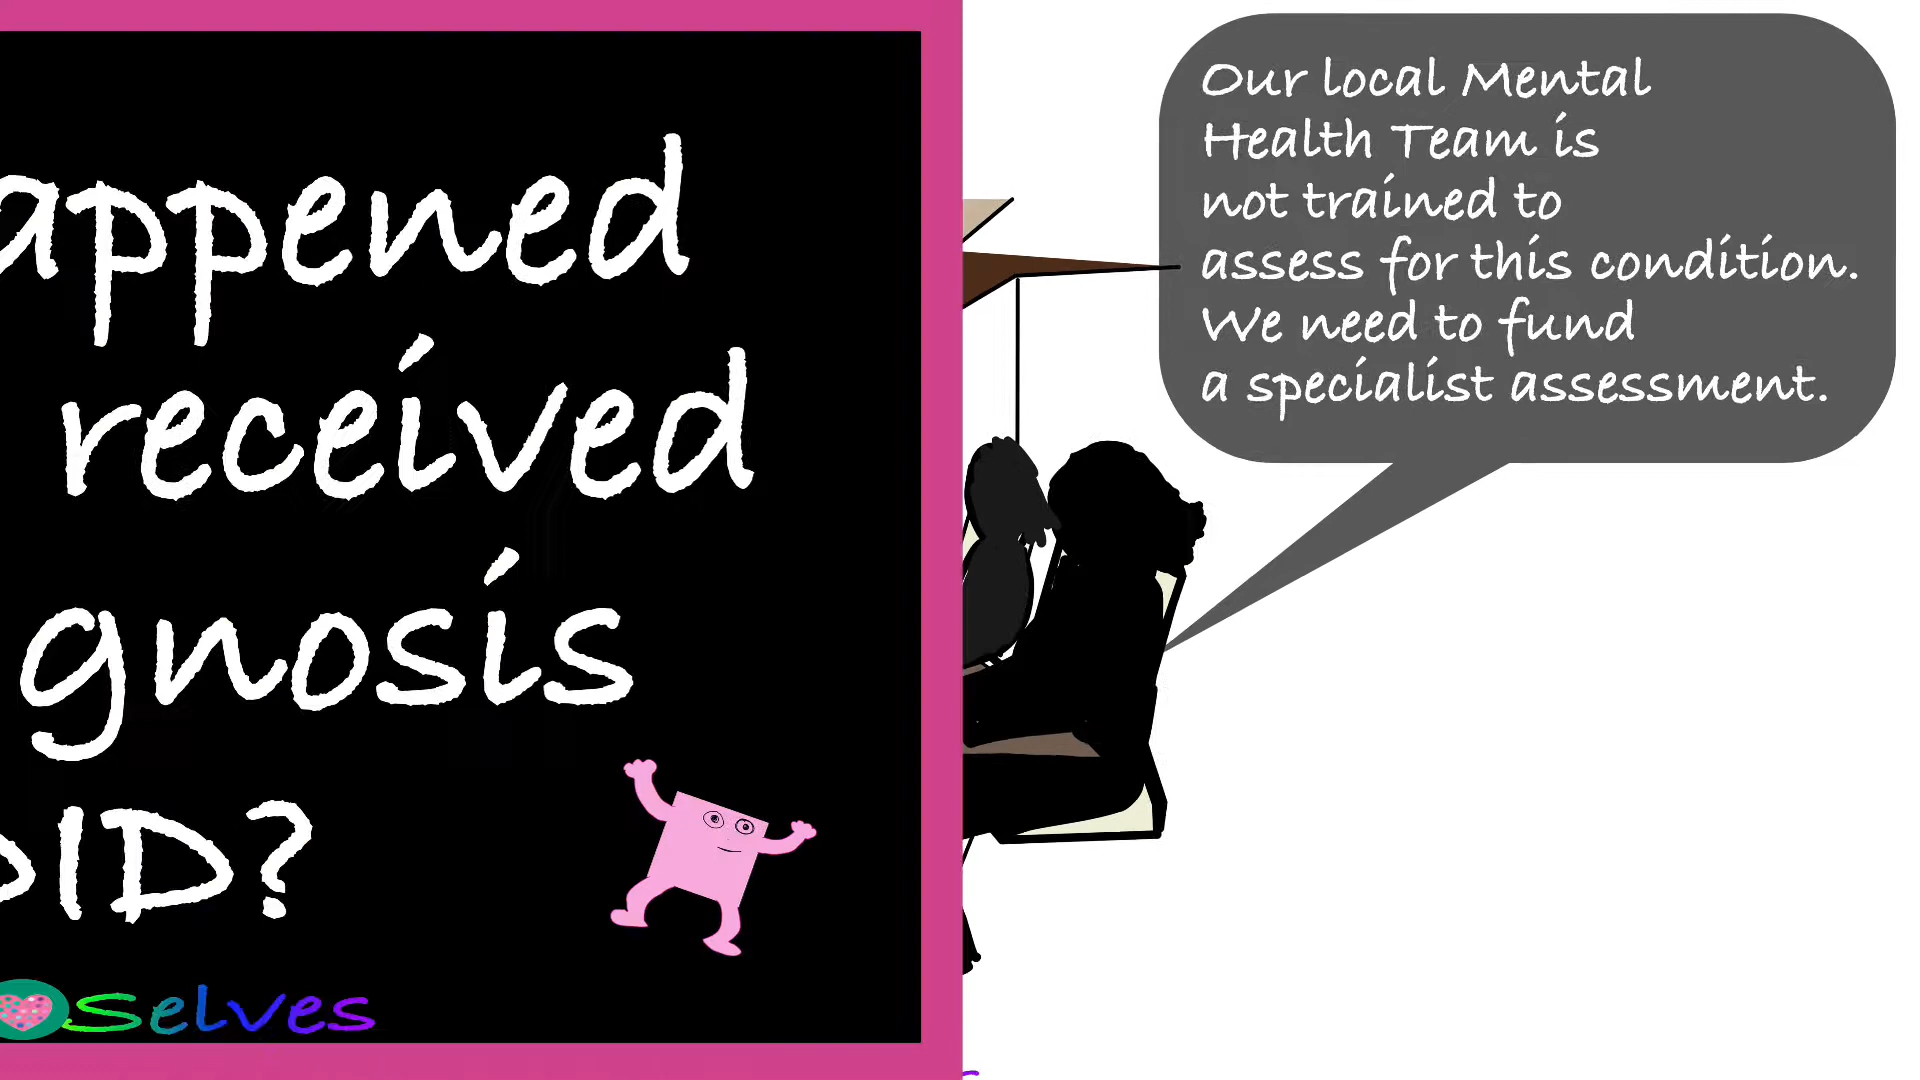 appened
received
gnosis
DID?
Selves
Our local Mental
Health Team is
not trained to
assess for this condition.
We need to fund
a specialist assessment.